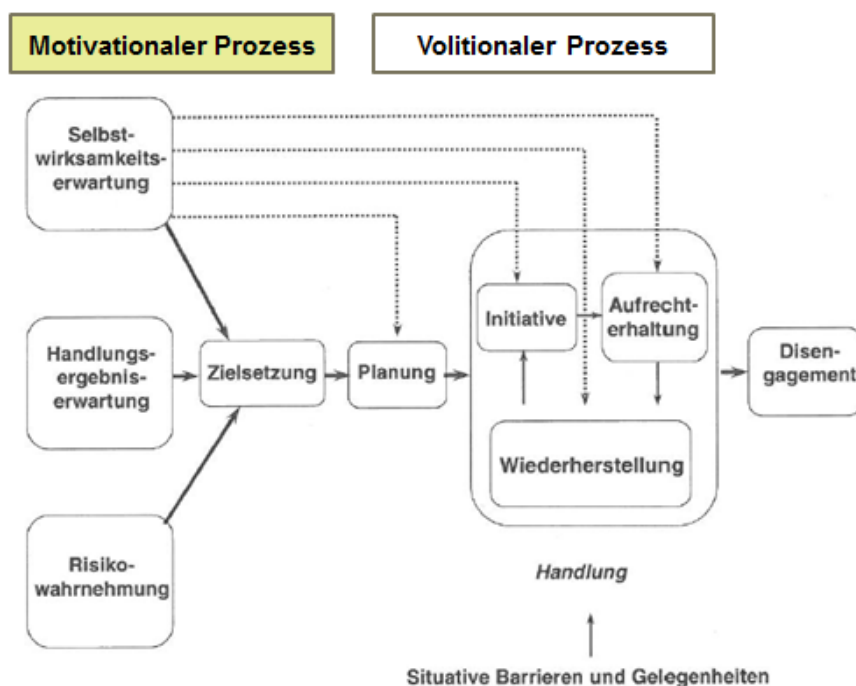 Motivationaler Prozess
Volitionaler Prozess
Selbst-
wirksamkeits-
erwartung
Handlungs-
ergebnis-
erwartung
Risiko-
wahrnehmung
Zielsetzung
Planung
Initiative
Aufrecht-
erhaltung
Wiederherstellung
Disen-
gagement
Handlung
Situative Barrieren und Gelegenheiten